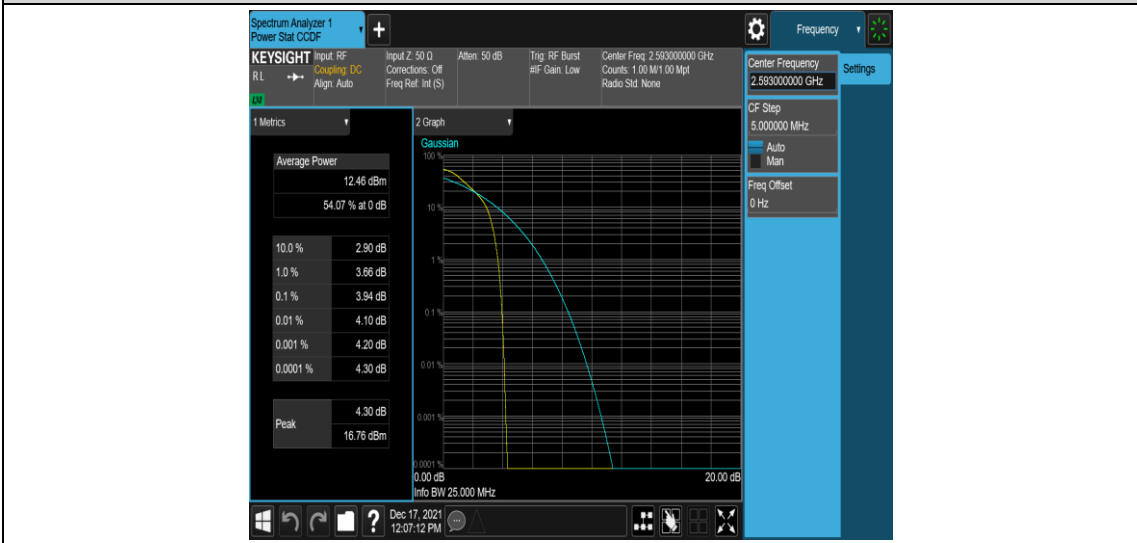 Spectrum Analyzer 1
Power Stat CCDF
+
Frequency
KEYSIGHT
R L
LXI
Input: RF
Coupling: DC
Align: Auto
Input Z: 50 Ω
Corrections: Off
Freq Ref: Int (S)
Atten: 50 dB
Trig: RF Burst
#IF Gain: Low
Center Freq: 2.593000000 GHz
Counts: 1.00 M/1.00 Mpt
Radio Std: None
Center Frequency
2.593000000 GHz
Settings
CF Step
5.000000 MHz
Auto
Man
Freq Offset
0 Hz
1 Metrics
Average Power
12.46 dBm
54.07 % at 0 dB
10.0 % 2.90 dB
1.0 % 3.66 dB
0.1 % 3.94 dB
0.01 % 4.10 dB
0.001 % 4.20 dB
0.0001 % 4.30 dB
Peak
4.30 dB
16.76 dBm
2 Graph
Gaussian
100 %
10 %
1 %
0.1 %
0.01 %
0.001 %
0.0001 %
0.00 dB 20.00 dB
Info BW 25.000 MHz
?
Dec 17, 2021
12:07:12 PM